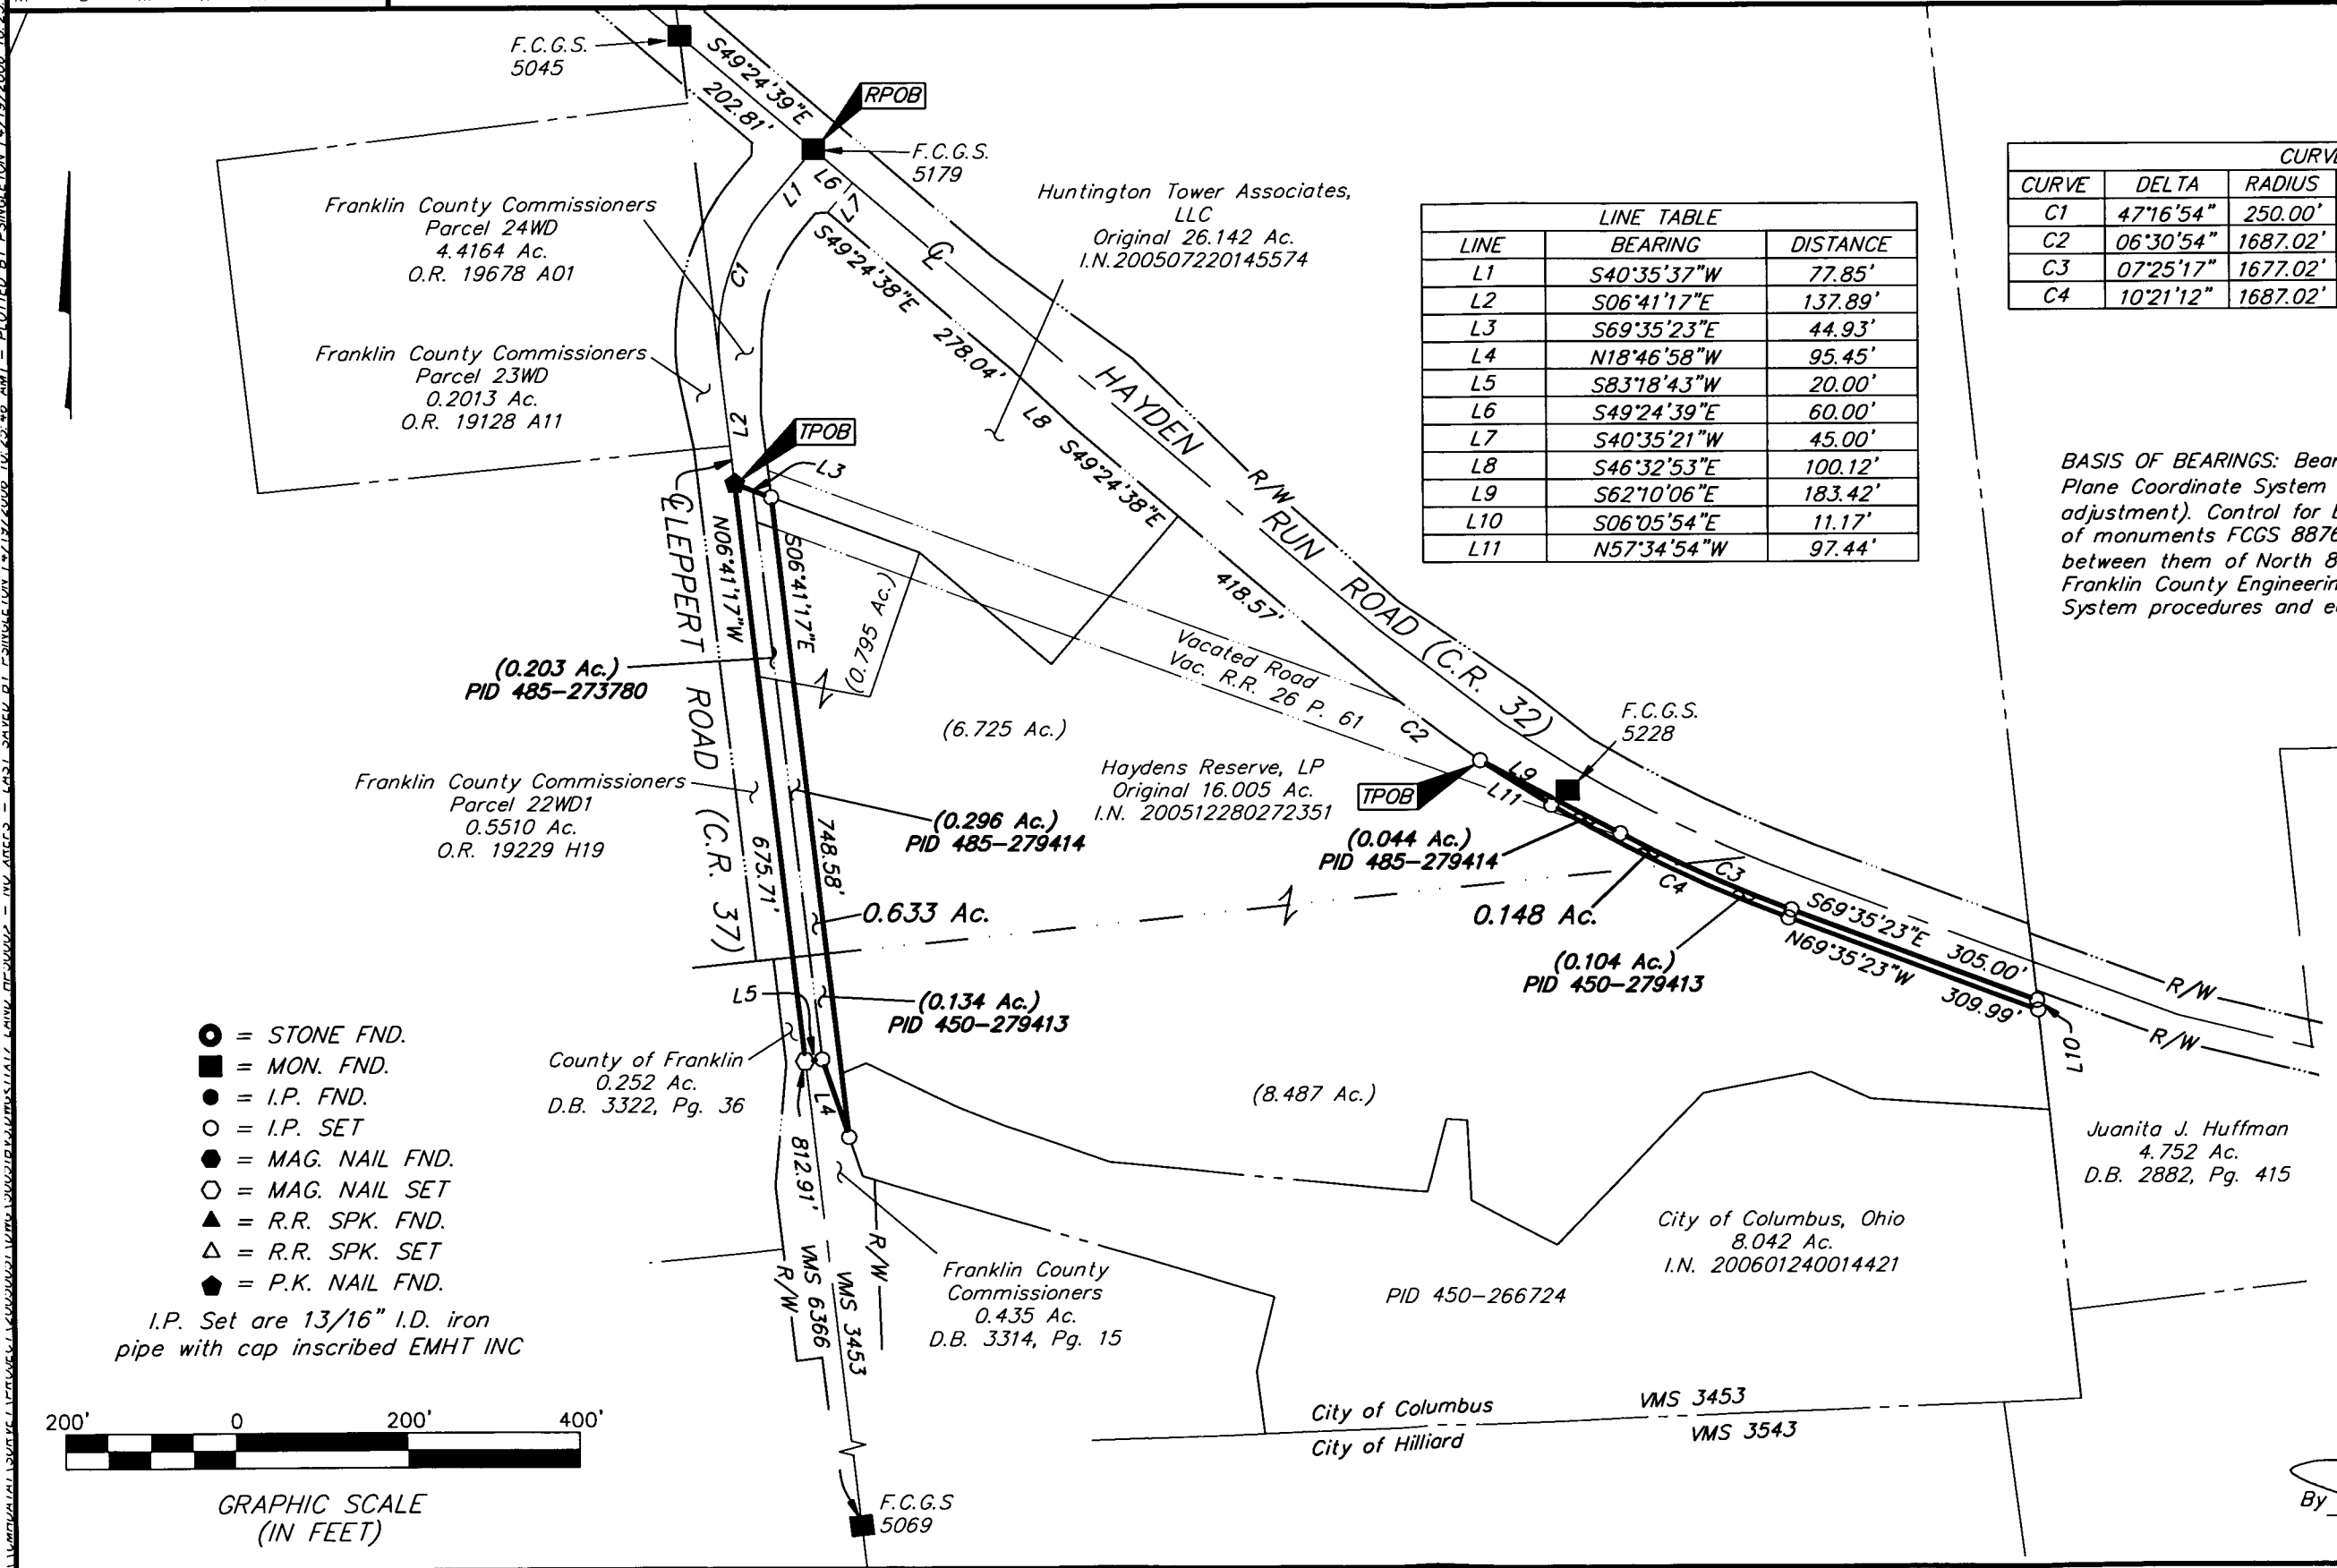 F.C.G.S.
5045
S49°24'39"E
202.81'
RPOB
F.C.G.S.
5179
L1
L6
L7
Franklin County Commissioners
Parcel 24WD
4.4164 Ac.
O.R. 19678 A01
Huntington Tower Associates,
LLC
Original 26.142 Ac.
I.N.200507220145574
C1
S49°24'38"E 278.04'
℄
Franklin County Commissioners
Parcel 23WD
0.2013 Ac.
O.R. 19128 A11
L2
TPOB
L3
L8 S49°24'38"E
418.57'
HAYDEN RUN ROAD (C.R. 32)
R/W
LINE TABLE
LINE BEARING DISTANCE
L1 S40°35'37"W 77.85'
L2 S06°41'17"E 137.89'
L3 S69°35'23"E 44.93'
L4 N18°46'58"W 95.45'
L5 S83°18'43"W 20.00'
L6 S49°24'39"E 60.00'
L7 S40°35'21"W 45.00'
L8 S46°32'53"E 100.12'
L9 S62°10'06"E 183.42'
L10 S06°05'54"E 11.17'
L11 N57°34'54"W 97.44'
CURVE DELTA RADIUS
C1 47°16'54" 250.00'
C2 06°30'54" 1687.02'
C3 07°25'17" 1677.02'
C4 10°21'12" 1687.02'
BASIS OF BEARINGS:
Plane Coordinate System
adjustment). Control for
of monuments FCGS 8876
between them of North 8
Franklin County
System procedures and
℄ LEPPERT ROAD (C.R. 37)
N06°41'17"W
675.71'
S06°41'17"E
748.58'
(0.795 Ac.)
(0.203 Ac.)
PID 485-273780
Vacated Road
Vac. R.R. 26 P. 61
(6.725 Ac.)
C2
F.C.G.S.
5228
Franklin County Commissioners
Parcel 22WD1
0.5510 Ac.
O.R. 19229 H19
(0.296 Ac.)
PID 485-279414
Haydens Reserve, LP
Original 16.005 Ac.
I.N. 200512280272351
TPOB
L9
L11
(0.044 Ac.)
PID 485-279414
C3
C4
0.633 Ac.
0.148 Ac.
(0.104 Ac.)
PID 450-279413
S69°35'23"E 305.00'
N69°35'23"W 309.99'
R/W
R/W
L10
L5
(0.134 Ac.)
PID 450-279413
County of Franklin
0.252 Ac.
D.B. 3322, Pg. 36
L4
(8.487 Ac.)
812.91'
VMS 6366
VMS 3453
R/W
R/W
Franklin County
Commissioners
0.435 Ac.
D.B. 3314, Pg. 15
Juanita J. Huffman
4.752 Ac.
D.B. 2882, Pg. 415
City of Columbus, Ohio
8.042 Ac.
I.N. 200601240014421
PID 450-266724
City of Columbus VMS 3453
City of Hilliard VMS 3543
= STONE FND.
= MON. FND.
= I.P. FND.
= I.P. SET
= MAG. NAIL FND.
= MAG. NAIL SET
= R.R. SPK. FND.
= R.R. SPK. SET
= P.K. NAIL FND.
I.P. Set are 13/16" I.D. iron
pipe with cap inscribed EMHT INC
200' 0 200' 400'
GRAPHIC SCALE
(IN FEET)
F.C.G.S
5069
By